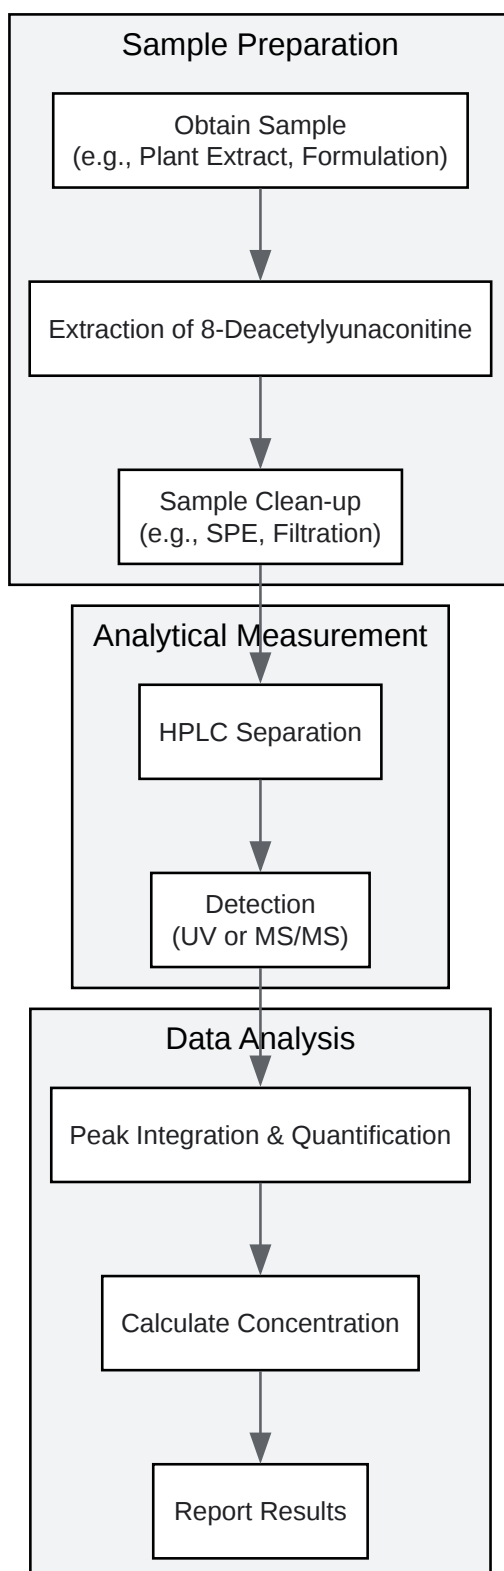 Sample Preparation
Obtain Sample
(e.g., Plant Extract, Formulation)
Extraction of 8-Deacetylyunaconitine
Sample Clean-up
(e.g., SPE, Filtration)
Analytical Measurement
HPLC Separation
Detection
(UV or MS/MS)
Data Analysis
Peak Integration & Quantification
Calculate Concentration
Report Results